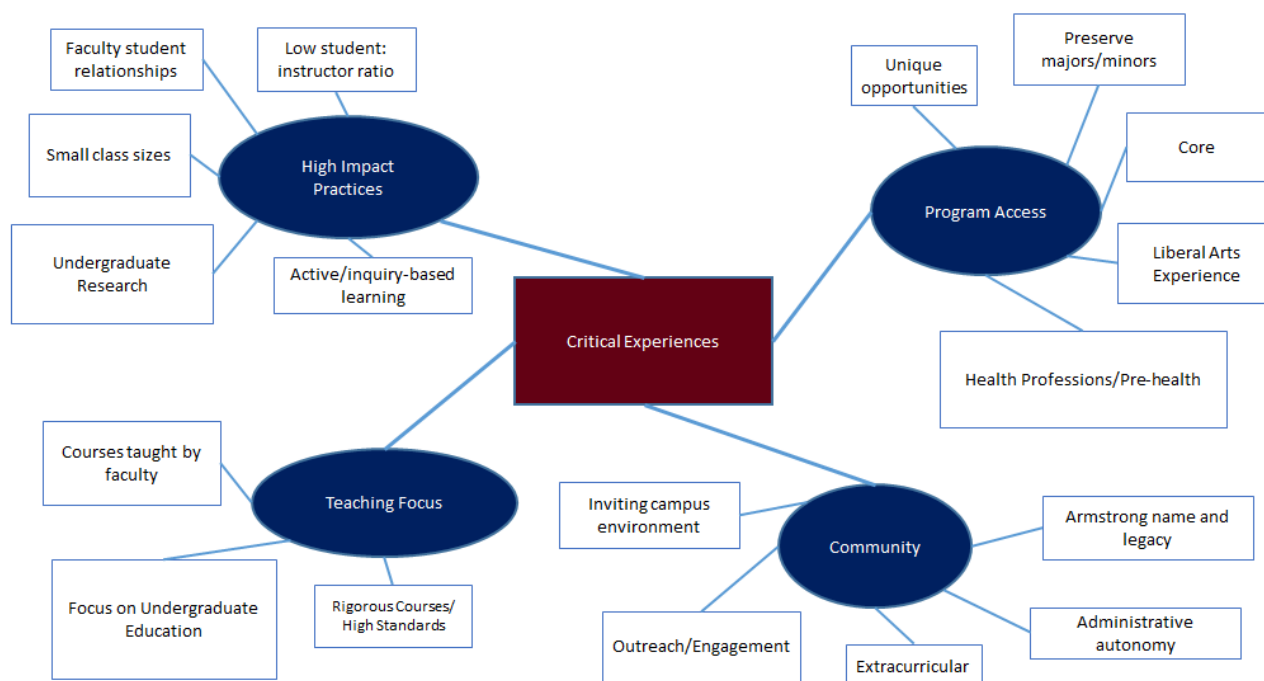 Faculty student
relationships
Low student:
instructor ratio
Small class sizes
High Impact
Practices
Undergraduate
Research
Active/inquiry-based
learning
Unique
opportunities
Preserve
majors/minors
Core
Program Access
Liberal Arts
Experience
Health Professions/Pre-health
Critical Experiences
Courses taught by
faculty
Teaching Focus
Focus on Undergraduate
Education
Rigorous Courses/
High Standards
Inviting campus
environment
Armstrong name and
legacy
Community
Outreach/Engagement
Extracurricular
Administrative
autonomy